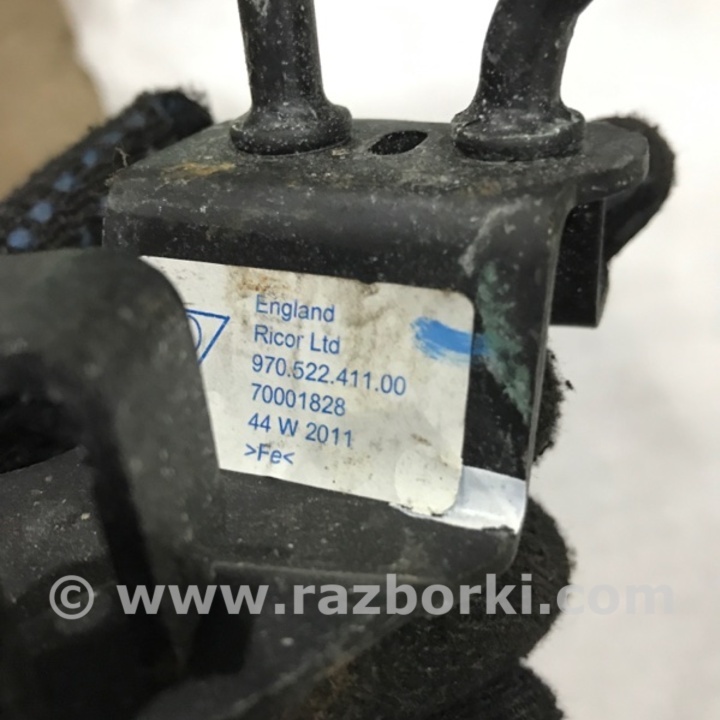 England
Ricor Ltd
970.522.411.00
70001828
44 W 2011
>Fe<
© www.razborki.com